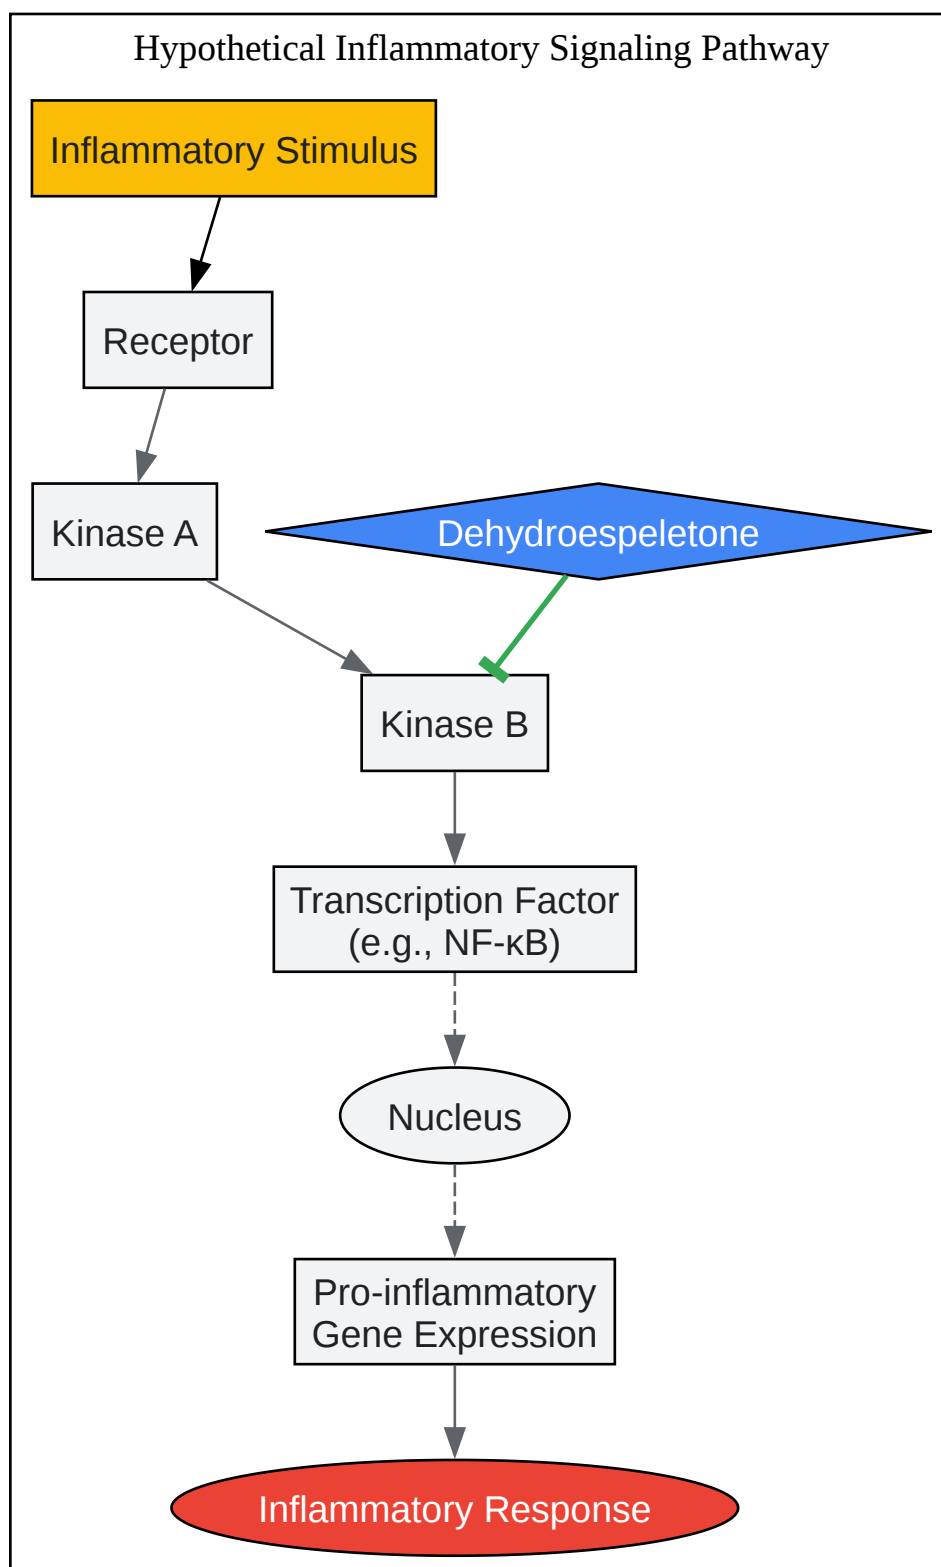 Hypothetical Inflammatory Signaling Pathway
Inflammatory Stimulus
Receptor
Kinase A
Dehydroespeletone
Kinase B
Transcription Factor
(e.g., NF-κB)
Nucleus
Pro-inflammatory
Gene Expression
Inflammatory Response